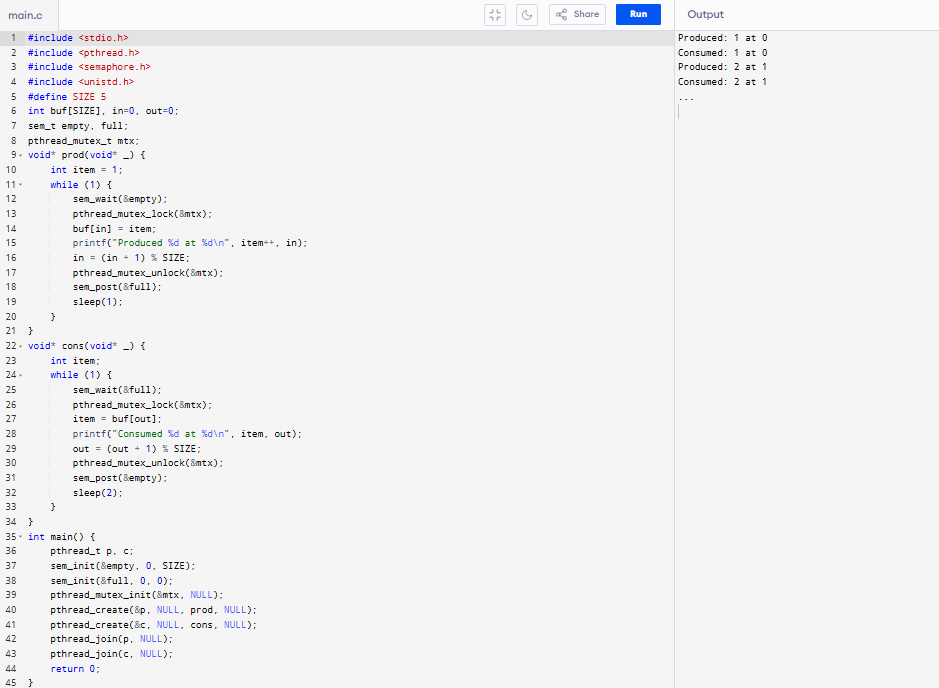 main.c
Share
Run
Output
1 #include <stdio.h>
2 #include <pthread.h>
3 #include <semaphore.h>
4 #include <unistd.h>
5 #define SIZE 5
6 int buf[SIZE], in=0, out=0;
7 sem_t empty, full;
8 pthread_mutex_t mtx;
9 void* prod(void* _) {
10     int item = 1;
11     while (1) {
12         sem_wait(&empty);
13         pthread_mutex_lock(&mtx);
14         buf[in] = item;
15         printf("Produced %d at %d\n", item++, in);
16         in = (in + 1) % SIZE;
17         pthread_mutex_unlock(&mtx);
18         sem_post(&full);
19         sleep(1);
20     }
21 }
22 void* cons(void* _) {
23     int item;
24     while (1) {
25         sem_wait(&full);
26         pthread_mutex_lock(&mtx);
27         item = buf[out];
28         printf("Consumed %d at %d\n", item, out);
29         out = (out + 1) % SIZE;
30         pthread_mutex_unlock(&mtx);
31         sem_post(&empty);
32         sleep(2);
33     }
34 }
35 int main() {
36     pthread_t p, c;
37     sem_init(&empty, 0, SIZE);
38     sem_init(&full, 0, 0);
39     pthread_mutex_init(&mtx, NULL);
40     pthread_create(&p, NULL, prod, NULL);
41     pthread_create(&c, NULL, cons, NULL);
42     pthread_join(p, NULL);
43     pthread_join(c, NULL);
44     return 0;
45 }
Produced: 1 at 0
Consumed: 1 at 0
Produced: 2 at 1
Consumed: 2 at 1
...